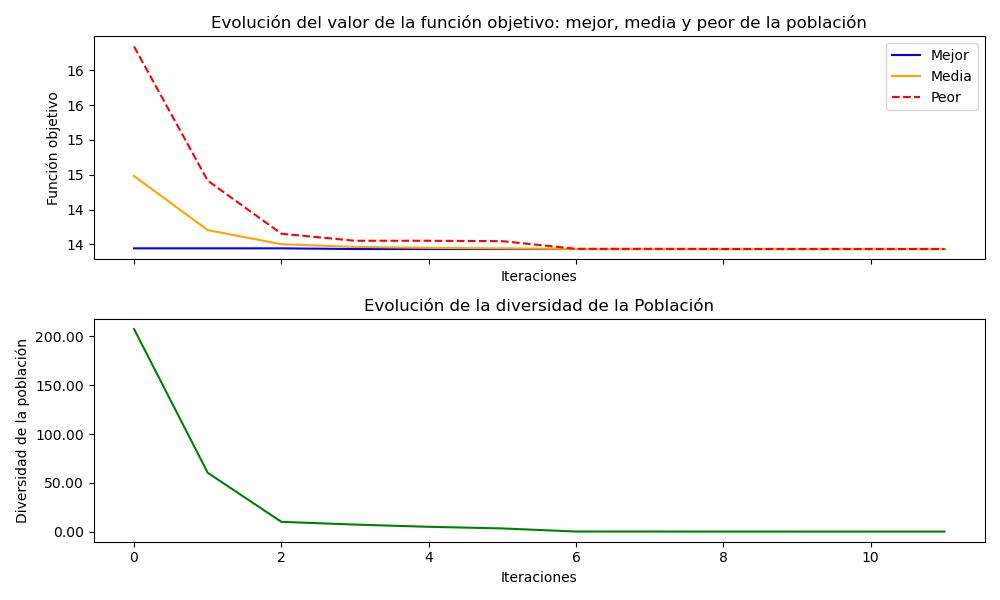 Evolución del valor de la función objetivo: mejor, media y peor de la población
Función objetivo
16
16
15
15
14
14
Mejor
Media
Peor
Iteraciones
Evolución de la diversidad de la Población
Diversidad de la población
200.00
150.00
100.00
50.00
0.00
0 2 4 6 8 10
Iteraciones